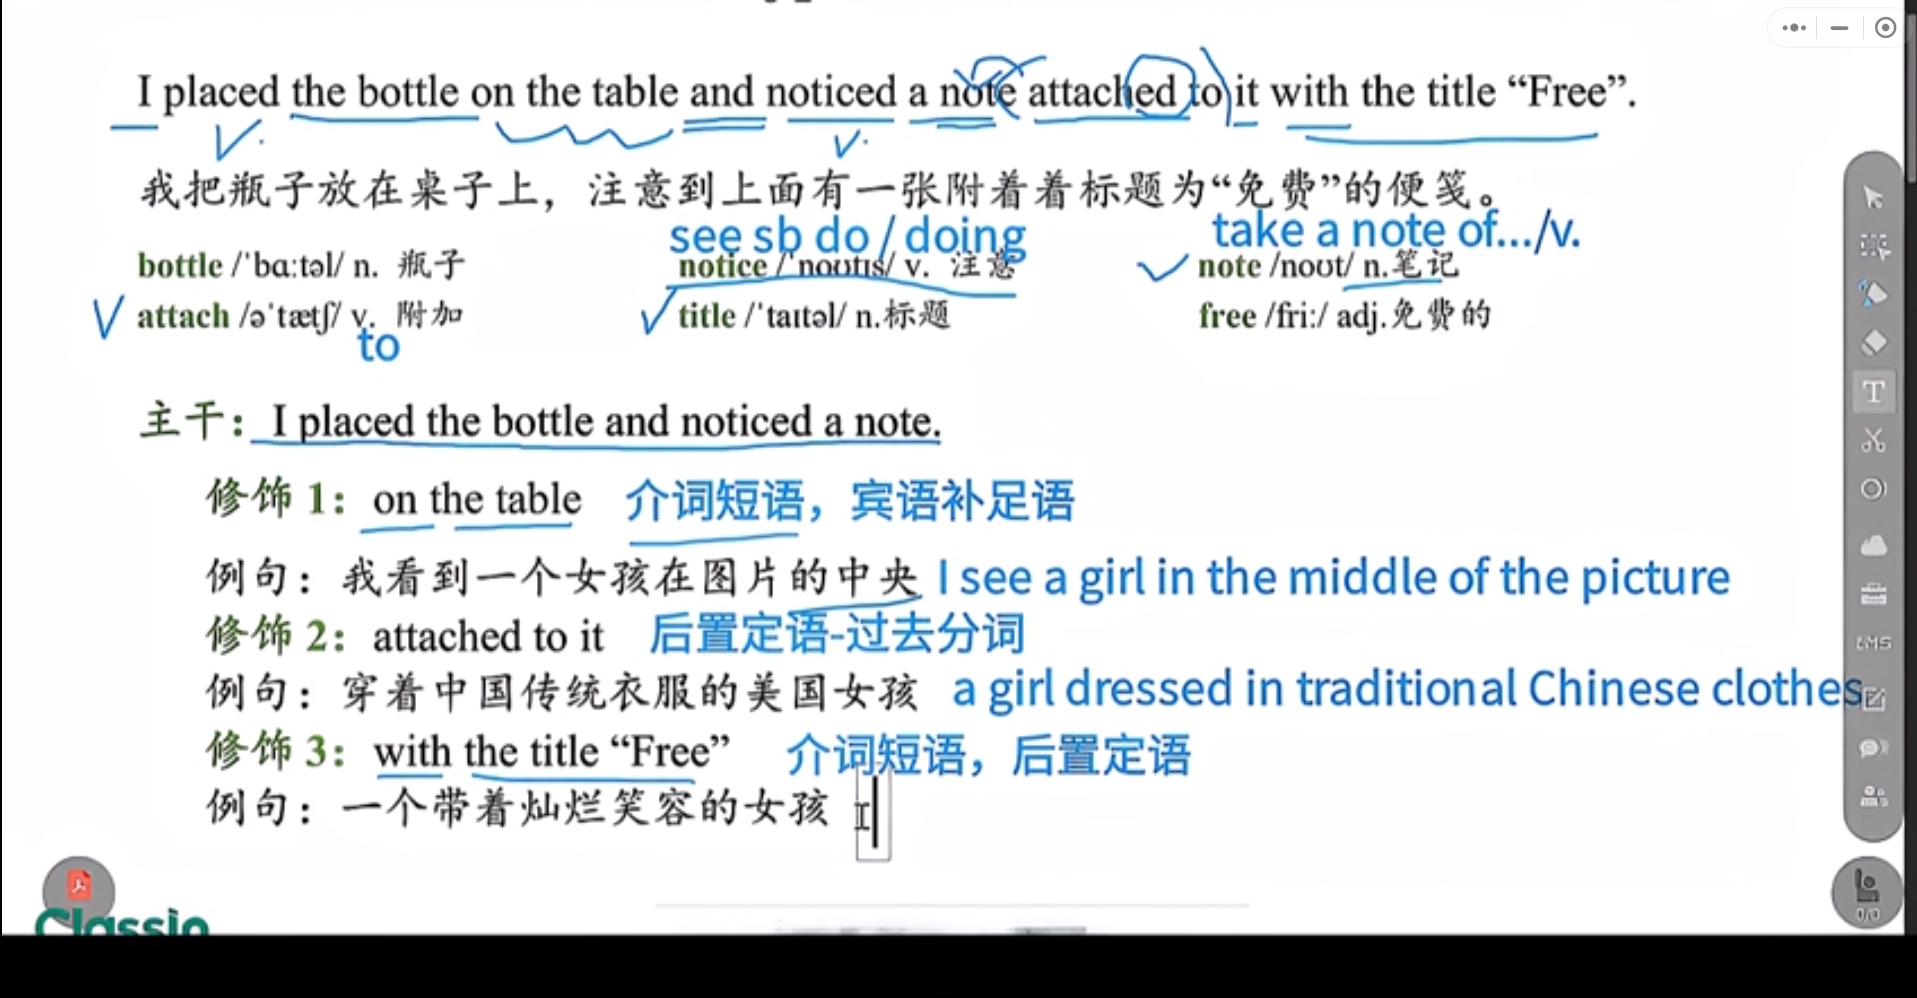 I placed the bottle on the table and noticed a note attached to it with the title “Free”.
我把瓶子放在桌子上，注意到上面有一张附着着标题为“免费”的便笺。
see sb do / doing
take a note of.../v.
bottle /ˈbɑːtəl/ n. 瓶子
notice /ˈnoʊtɪs/ v. 注意
note /noʊt/ n.笔记
attach /əˈtætʃ/ v. 附加
title /ˈtaɪtəl/ n.标题
free /friː/ adj.免费的
to
主干：I placed the bottle and noticed a note.
修饰 1：on the table 介词短语，宾语补足语
例句：我看到一个女孩在图片的中央 I see a girl in the middle of the picture
修饰 2：attached to it 后置定语-过去分词
例句：穿着中国传统衣服的美国女孩 a girl dressed in traditional Chinese clothes
修饰 3：with the title “Free” 介词短语，后置定语
例句：一个带着灿烂笑容的女孩
T
LMS
0/0
Classin